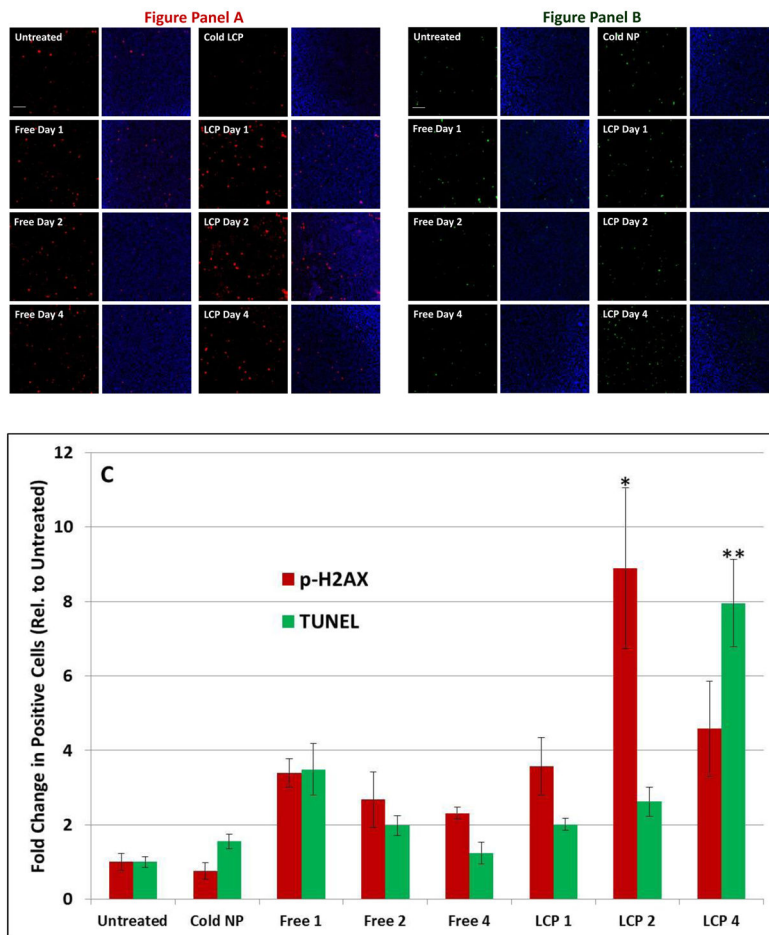 Figure Panel A
Figure Panel B
Untreated
Cold LCP
Untreated
Cold NP
Free Day 1
LCP Day 1
Free Day 1
LCP Day 1
Free Day 2
LCP Day 2
Free Day 2
LCP Day 2
Free Day 4
LCP Day 4
Free Day 4
LCP Day 4
C
Fold Change in Positive Cells (Rel. to Untreated)
12
10
8
6
4
2
0
p-H2AX
TUNEL
*
**
Untreated Cold NP Free 1 Free 2 Free 4 LCP 1 LCP 2 LCP 4